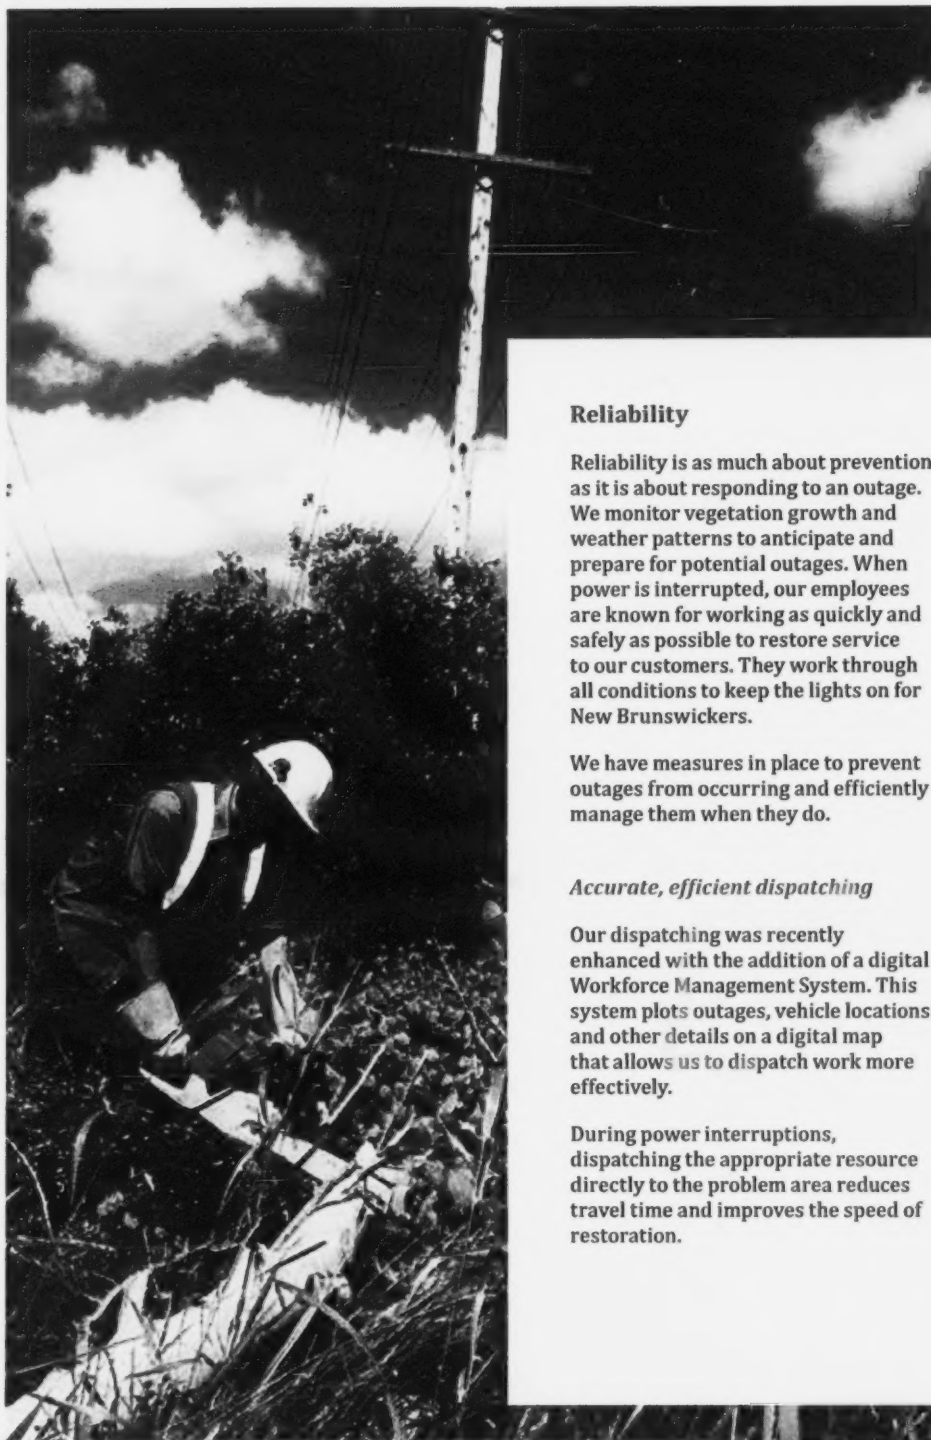 Reliability
Reliability is as much about prevention
as it is about responding to an outage.
We monitor vegetation growth and
weather patterns to anticipate and
prepare for potential outages. When
power is interrupted, our employees
are known for working as quickly and
safely as possible to restore service
to our customers. They work through
all conditions to keep the lights on for
New Brunswickers.
We have measures in place to prevent
outages from occurring and efficiently
manage them when they do.
Accurate, efficient dispatching
Our dispatching was recently
enhanced with the addition of a digital
Workforce Management System. This
system plots outages, vehicle locations
and other details on a digital map
that allows us to dispatch work more
effectively.
During power interruptions,
dispatching the appropriate resource
directly to the problem area reduces
travel time and improves the speed of
restoration.